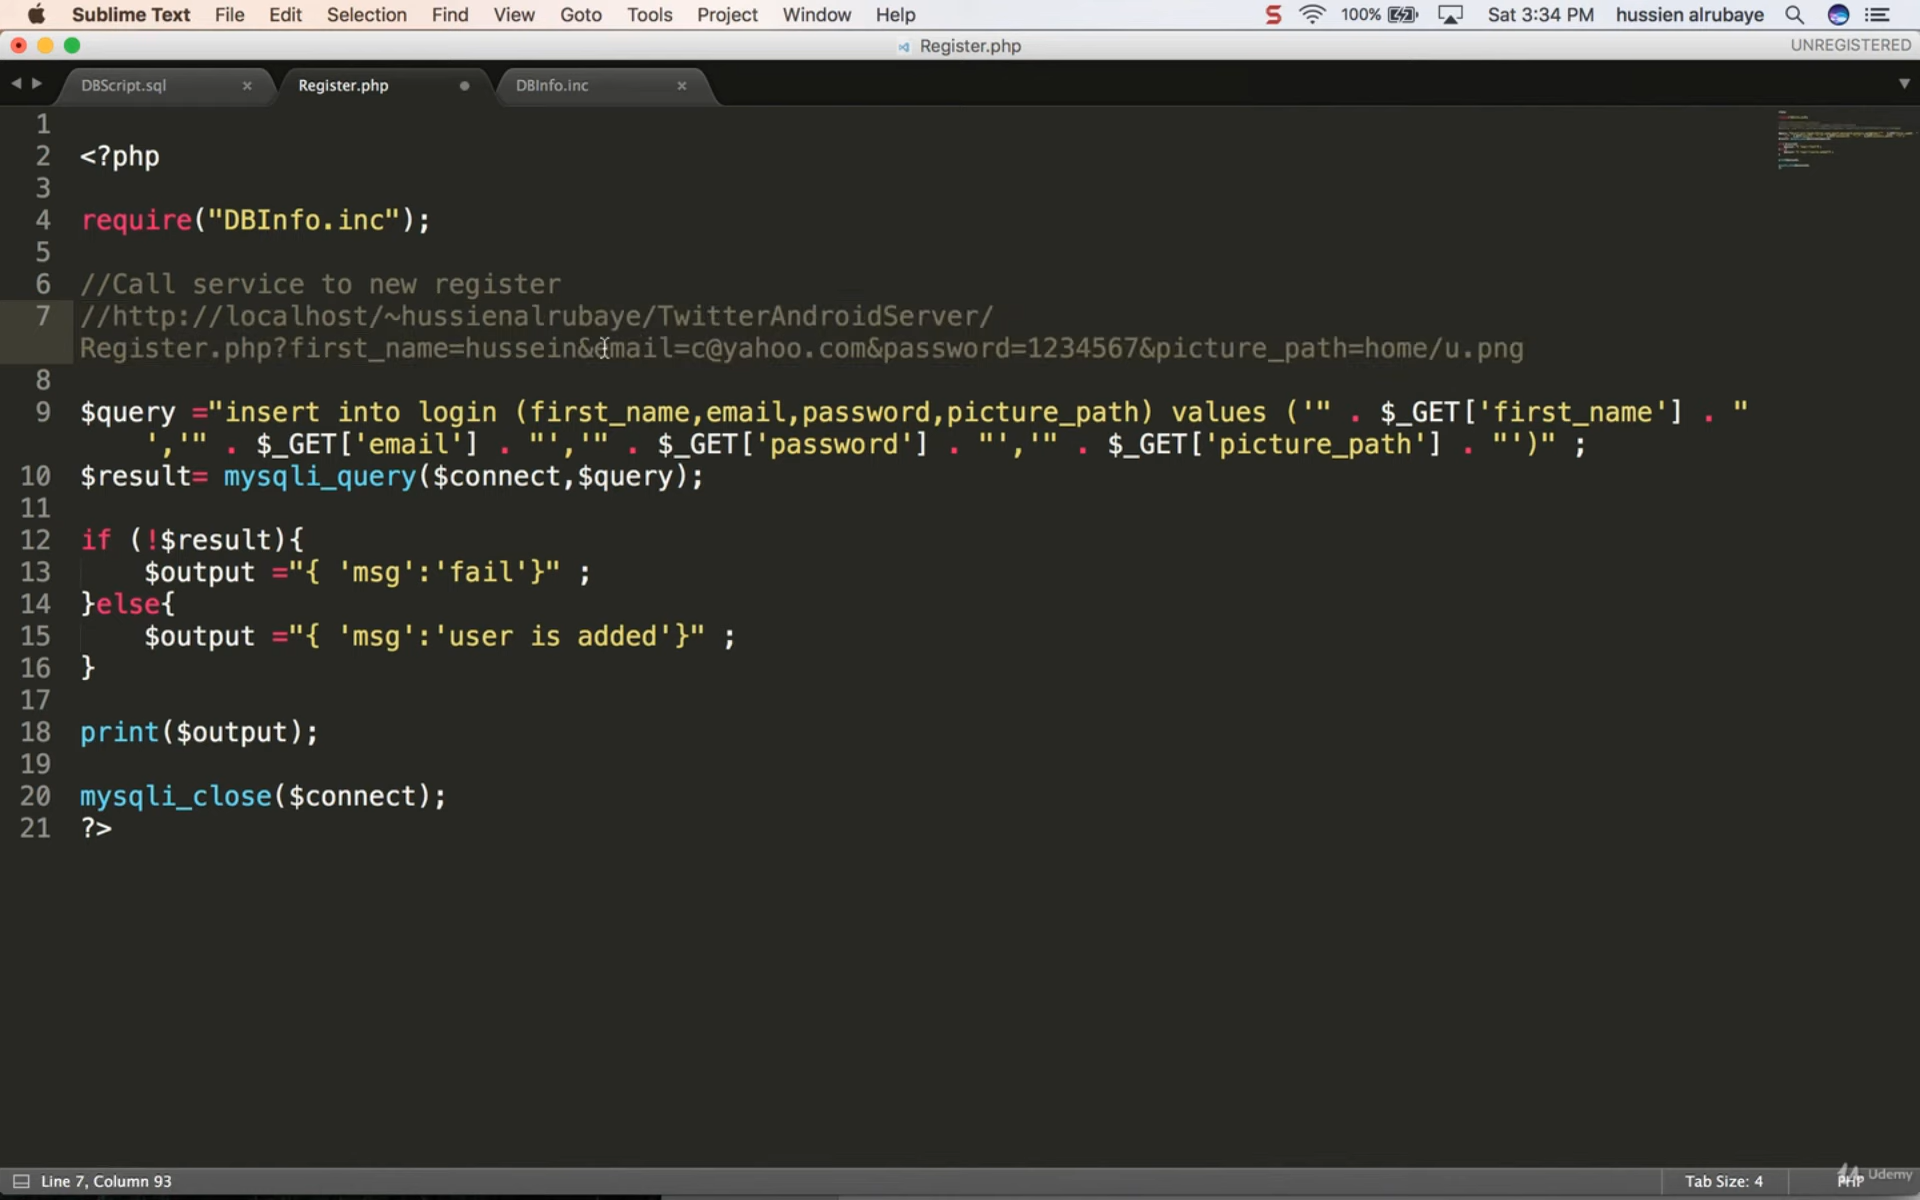 Sublime Text File Edit Selection Find View Goto Tools Project Window Help S 100% Sat 3:34 PM hussien alrubaye
Register.php UNREGISTERED
DBScript.sql × Register.php DBInfo.inc ×
1
2 <?php
3
4 require("DBInfo.inc");
5
6 //Call service to new register
7 //http://localhost/~hussienalrubaye/TwitterAndroidServer/
Register.php?first_name=hussein&email=c@yahoo.com&password=1234567&picture_path=home/u.png
8
9 $query ="insert into login (first_name,email,password,picture_path) values ('" . $_GET['first_name'] . "
','" . $_GET['email'] . "','" . $_GET['password'] . "','" . $_GET['picture_path'] . "')" ;
10 $result= mysqli_query($connect,$query);
11
12 if (!$result){
13 $output ="{ 'msg':'fail'}" ;
14 }else{
15 $output ="{ 'msg':'user is added'}" ;
16 }
17
18 print($output);
19
20 mysqli_close($connect);
21 ?>
Line 7, Column 93 Tab Size: 4 PHP Udemy